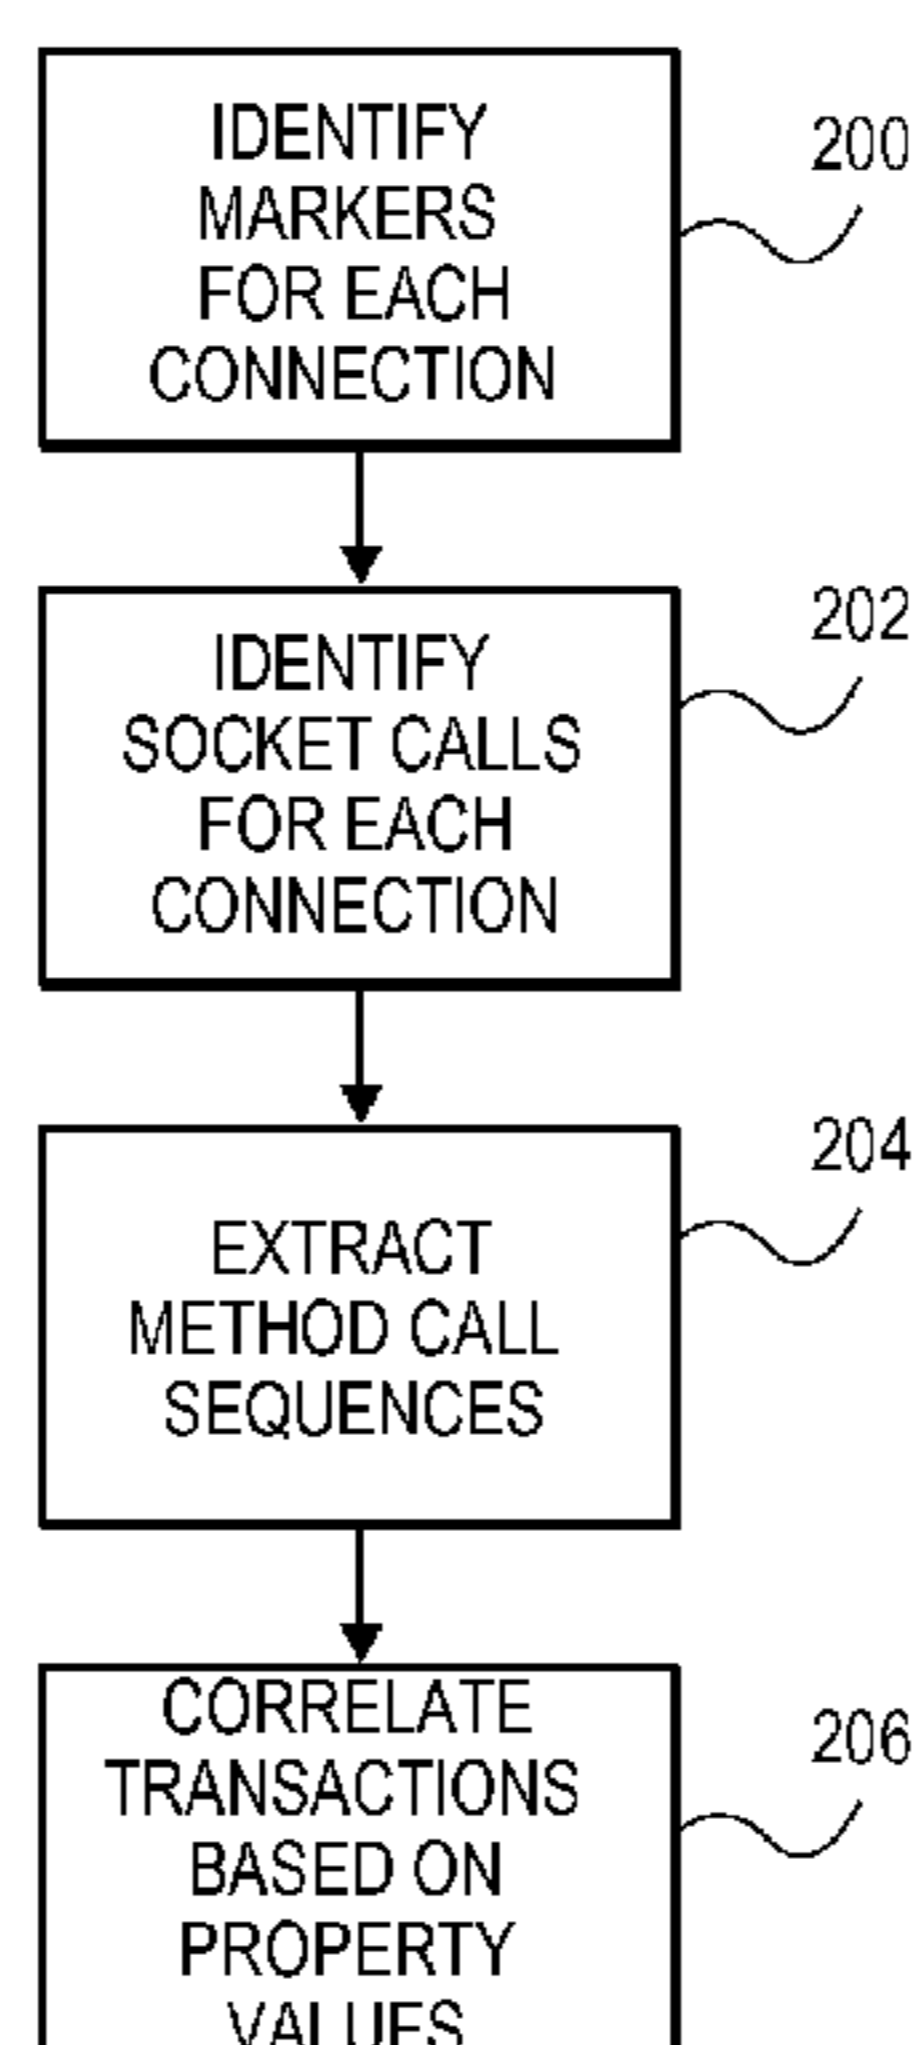 IDENTIFY
MARKERS
FOR EACH
CONNECTION
200
IDENTIFY
SOCKET CALLS
FOR EACH
CONNECTION
202
EXTRACT
METHOD CALL
SEQUENCES
204
CORRELATE
TRANSACTIONS
BASED ON
PROPERTY
VALUES
206